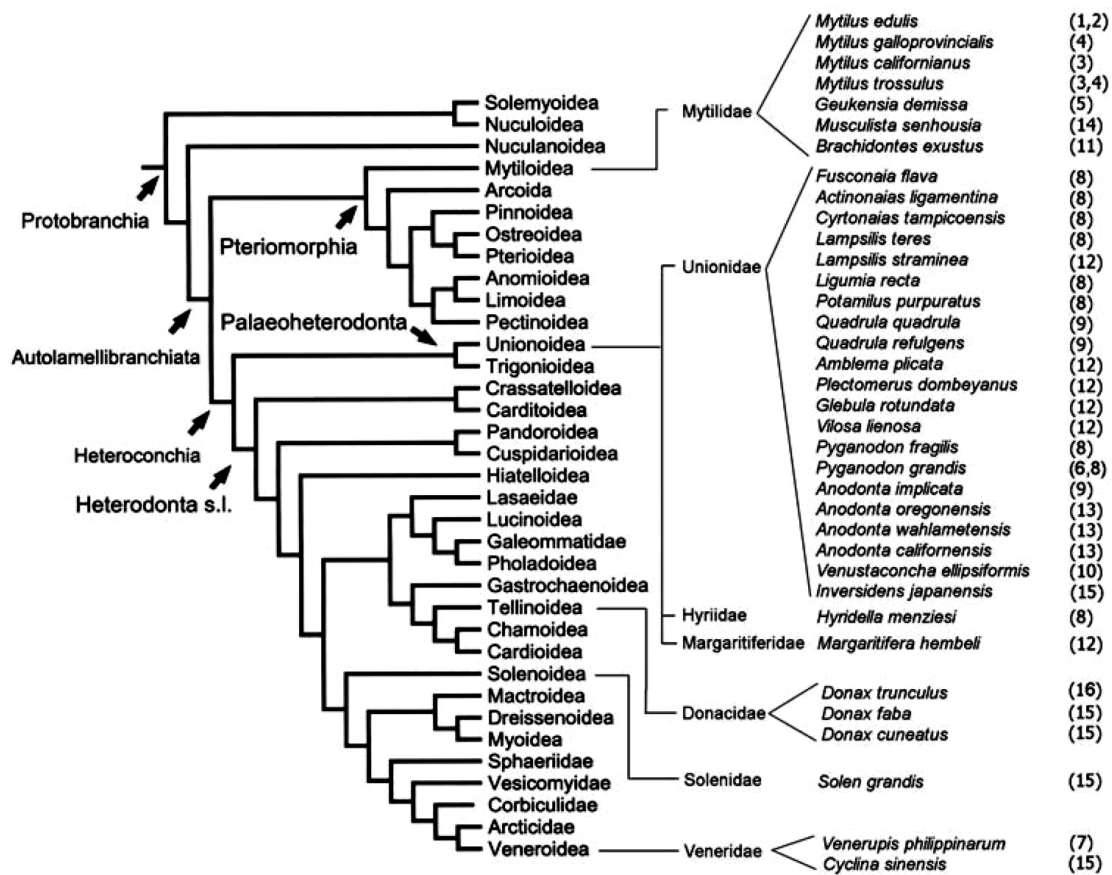 Protobranchia
Autolamellibranchiata
Pteriomorphia
Palaeoheterodonta
Heteroconchia
Heterodonta s.l.
Solemyoidea
Nuculoidea
Nuculanoidea
Mytiloidea
Arcoida
Pinnoidea
Ostreoidea
Pterioidea
Anomioidea
Limoidea
Pectinoidea
Unionoidea
Trigonioidea
Crassatelloidea
Carditoidea
Pandoroidea
Cuspidarioidea
Hiatelloidea
Lasaeidae
Lucinoidea
Galeommatidae
Pholadoidea
Gastrochaenoidea
Tellinoidea
Chamoidea
Cardioidea
Solenoidea
Mactroidea
Dreissenoidea
Myoidea
Sphaeriidae
Vesicomyidae
Corbiculidae
Arcticidae
Veneroidea
Mytilidae
Mytilus edulis (1,2)
Mytilus galloprovincialis (4)
Mytilus californianus (3)
Mytilus trossulus (3,4)
Geukensia demissa (5)
Musculista senhousia (14)
Brachidontes exustus (11)
Unionidae
Fusconaia flava (8)
Actinonaias ligamentina (8)
Cyrtonaias tampicoensis (8)
Lampsilis teres (8)
Lampsilis straminea (12)
Ligumia recta (8)
Potamilus purpuratus (8)
Quadrula quadrula (9)
Quadrula refulgens (9)
Amblema plicata (12)
Plectomerus dombeyanus (12)
Glebula rotundata (12)
Vilosa lienosa (12)
Pyganodon fragilis (8)
Pyganodon grandis (6,8)
Anodonta implicata (9)
Anodonta oregonensis (13)
Anodonta wahlametensis (13)
Anodonta californensis (13)
Venustaconcha ellipsiformis (10)
Inversidens japanensis (15)
Hyriidae Hyridella menziesi (8)
Margaritiferidae Margaritifera hembeli (12)
Donacidae
Donax trunculus (16)
Donax faba (15)
Donax cuneatus (15)
Solenidae Solen grandis (15)
Veneridae
Venerupis philippinarum (7)
Cyclina sinensis (15)